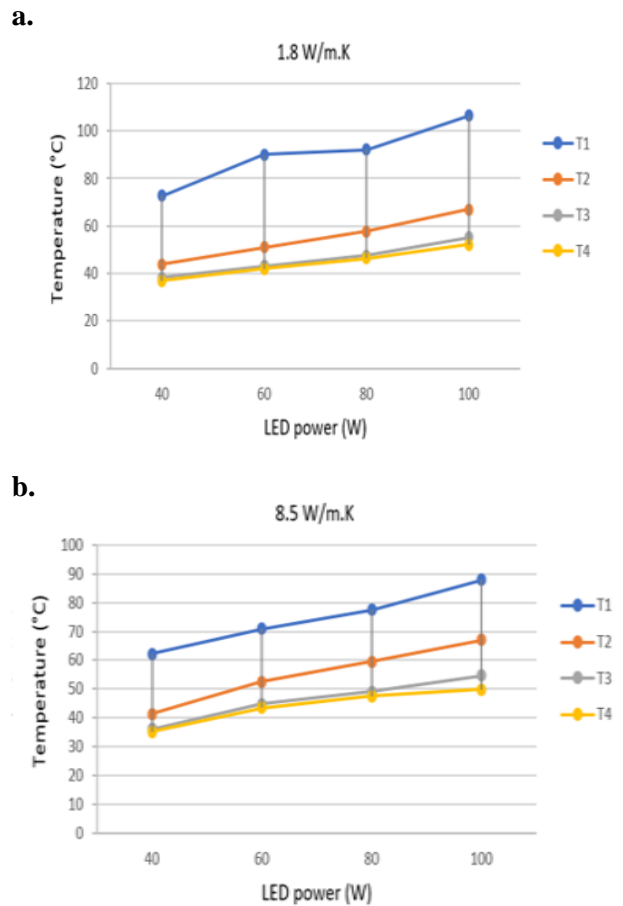 a.
1.8 W/m.K
120
100
80
60
40
20
0
Temperature (°C)
40 60 80 100
LED power (W)
T1
T2
T3
T4
b.
8.5 W/m.K
100
90
80
70
60
50
40
30
20
10
0
Temperature (°C)
40 60 80 100
LED power (W)
T1
T2
T3
T4